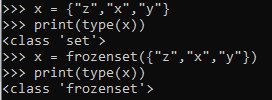 >>> x = {"z","x","y"}
>>> print(type(x))
<class 'set'>
>>> x = frozenset({"z","x","y"})
>>> print(type(x))
<class 'frozenset'>